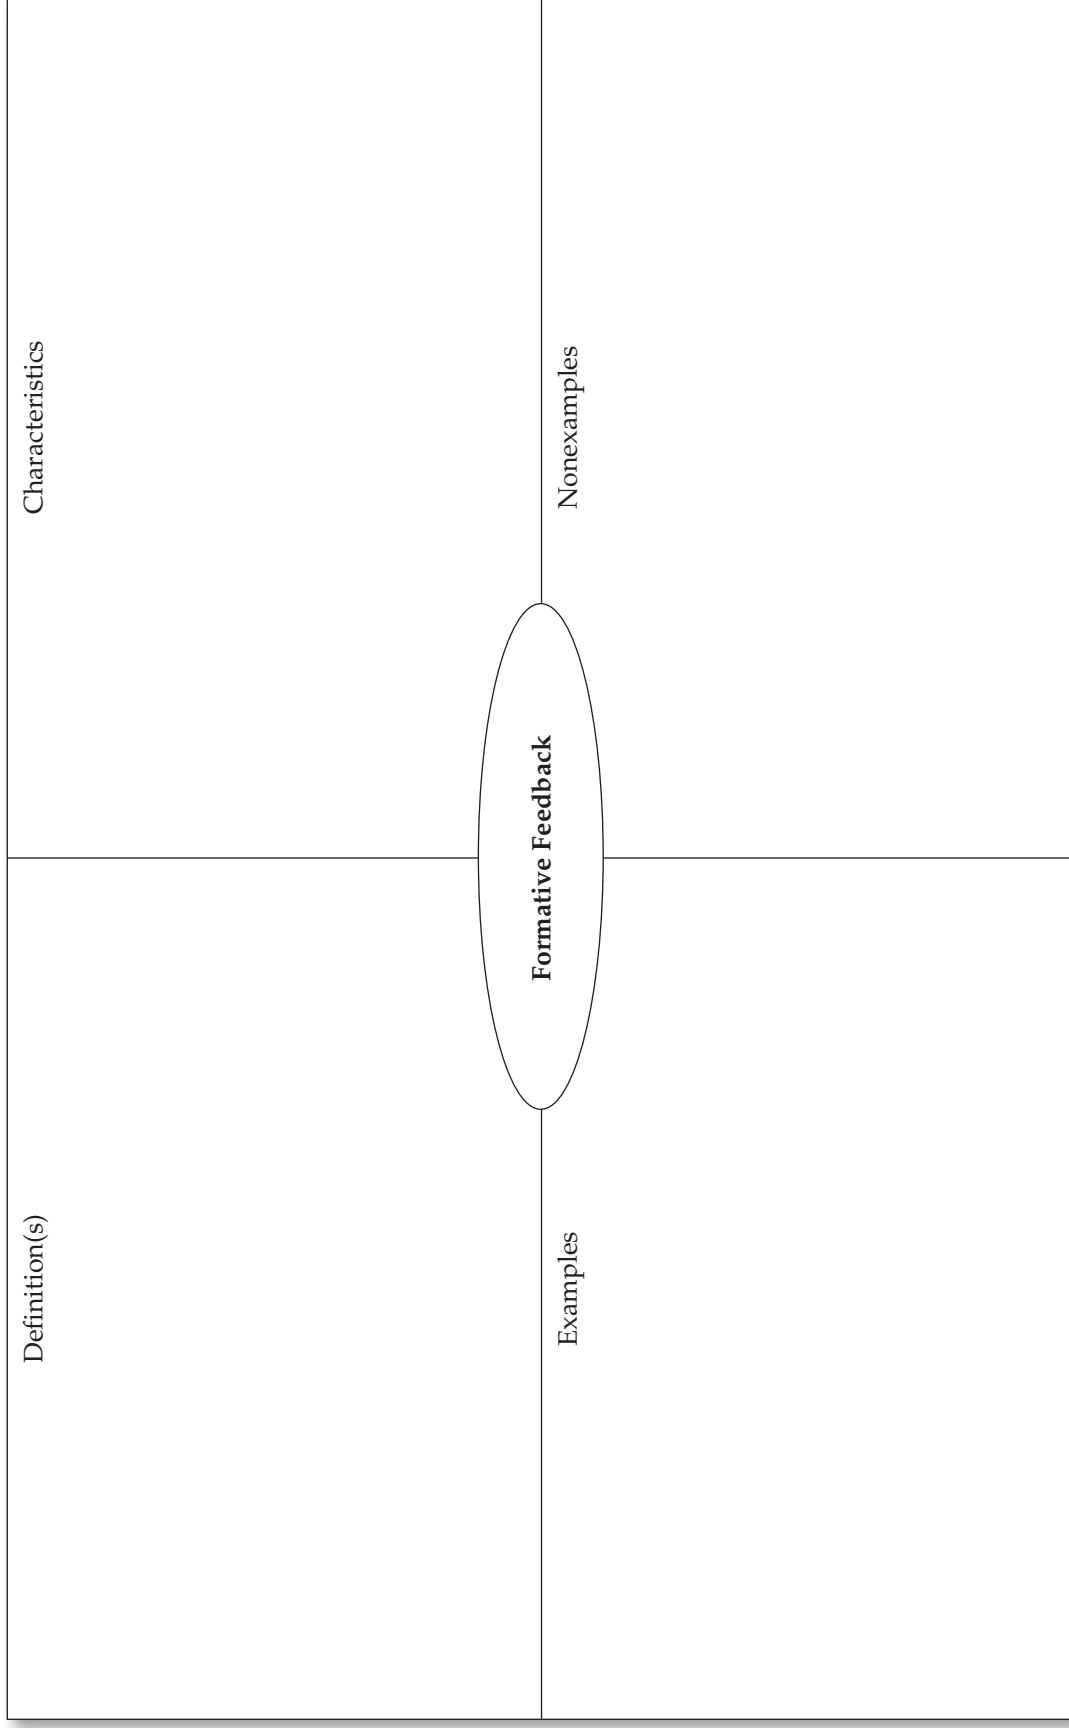 Definition(s)
Characteristics
Formative Feedback
Examples
Nonexamples